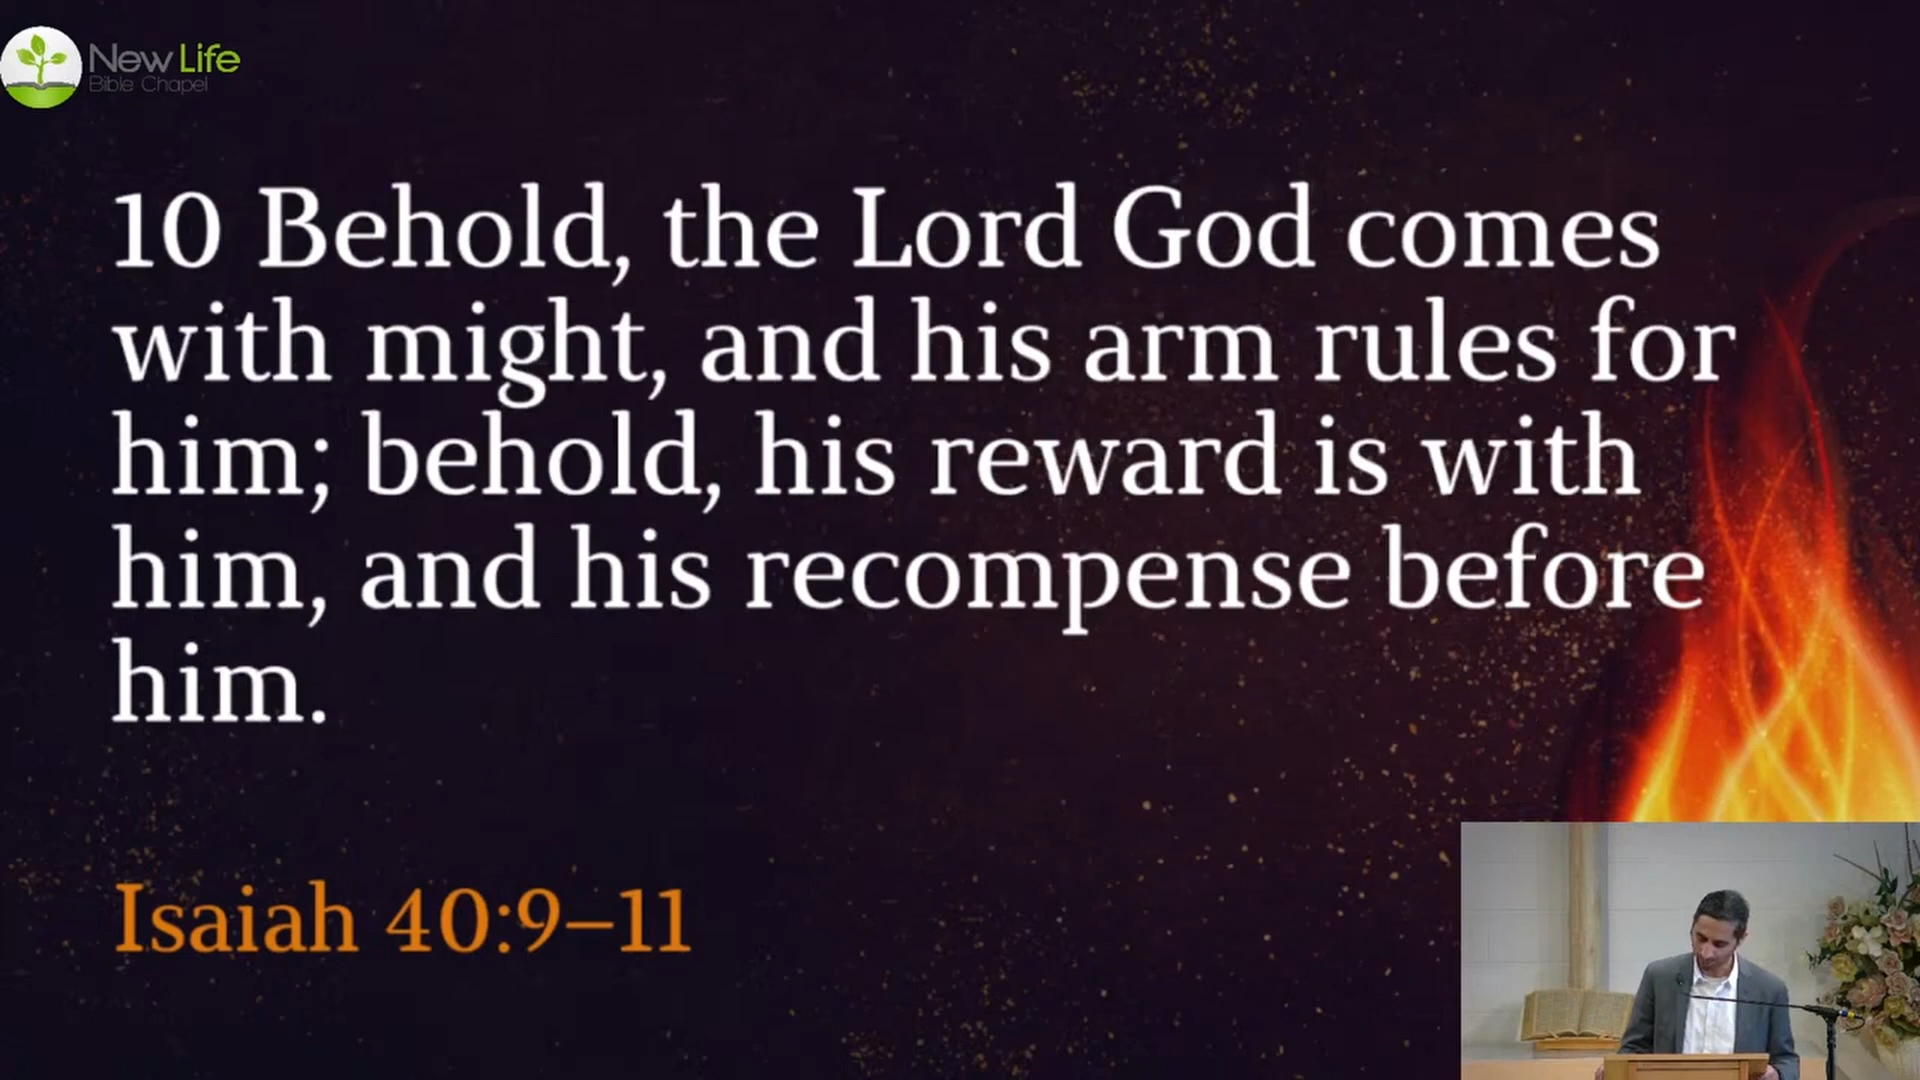 New Life
Bible Chapel
10 Behold, the Lord God comes
with might, and his arm rules for
him; behold, his reward is with
him, and his recompense before
him.
Isaiah 40:9–11